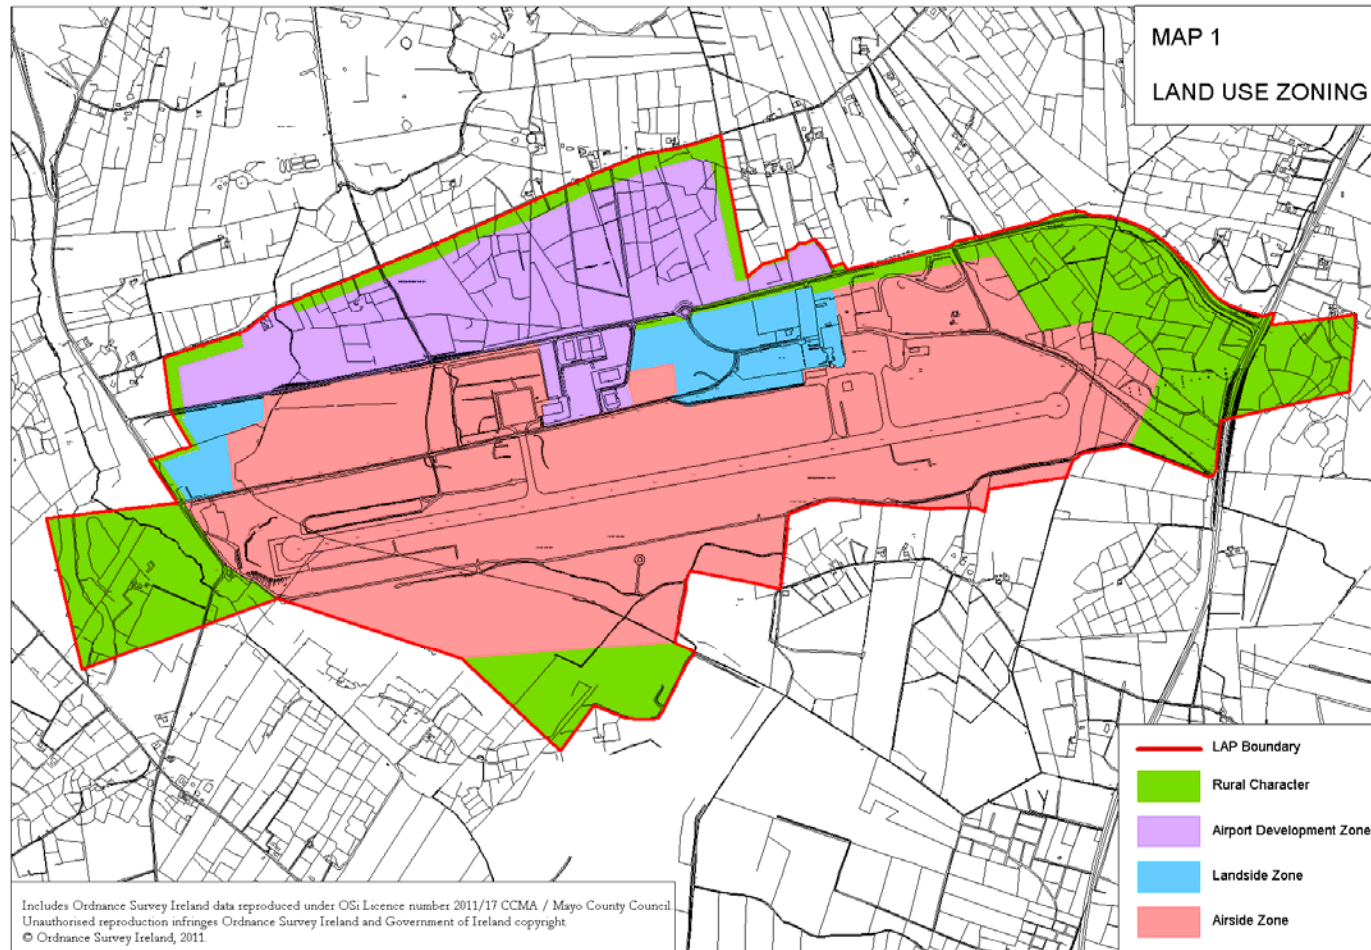 MAP 1
LAND USE ZONING
LAP Boundary
Rural Character
Airport Development Zone
Landside Zone
Airside Zone
Includes Ordnance Survey Ireland data reproduced under OSi Licence number 2011/17 CCMA / Mayo County Council.
Unauthorised reproduction infringes Ordnance Survey Ireland and Government of Ireland copyright.
© Ordnance Survey Ireland, 2011.